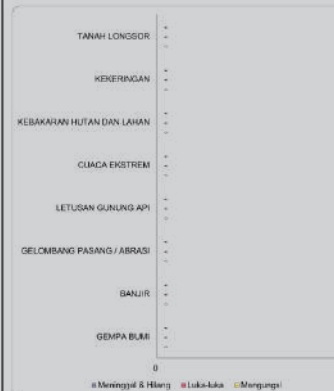 TANAH LONGSOR
KEKERINGAN
KEBAKARAN HUTAN DAN LAHAN
CUACA EKSTREM
LETUSAN GUNUNG API
GELOMBANG PASANG / ABRASI
BANJIR
GEMPA BUMI
0
Meninggal & Hilang Luka-luka Mengungsi